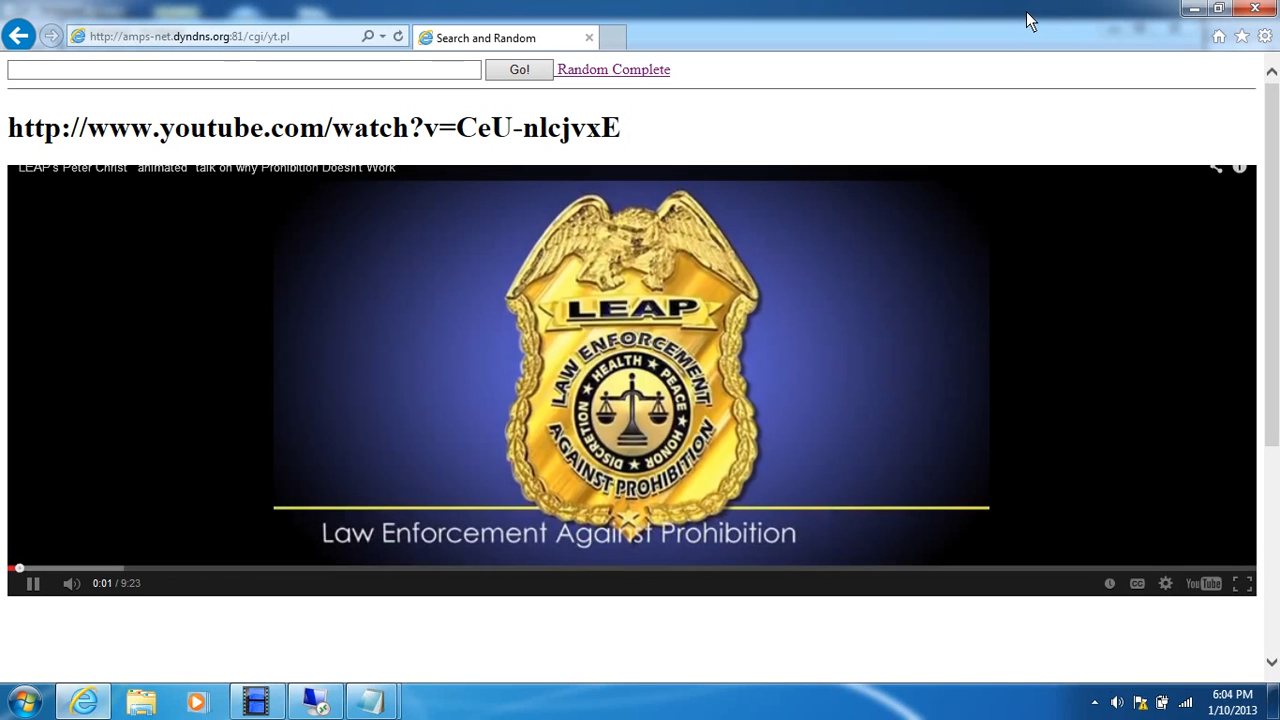 http://amps-net.dyndns.org:81/cgi/yt.pl
Search and Random
Go!
Random Complete
http://www.youtube.com/watch?v=CeU-nlcjvxE
LEAP's Peter Christ "animated" talk on why Prohibition Doesn't Work
LEAP
LAW ENFORCEMENT
HEALTH ★ PEACE ★ HONOR ★ DISCRETION ★
AGAINST PROHIBITION
Law Enforcement Against Prohibition
0:01 / 9:23
CC
YouTube
6:04 PM
1/10/2013